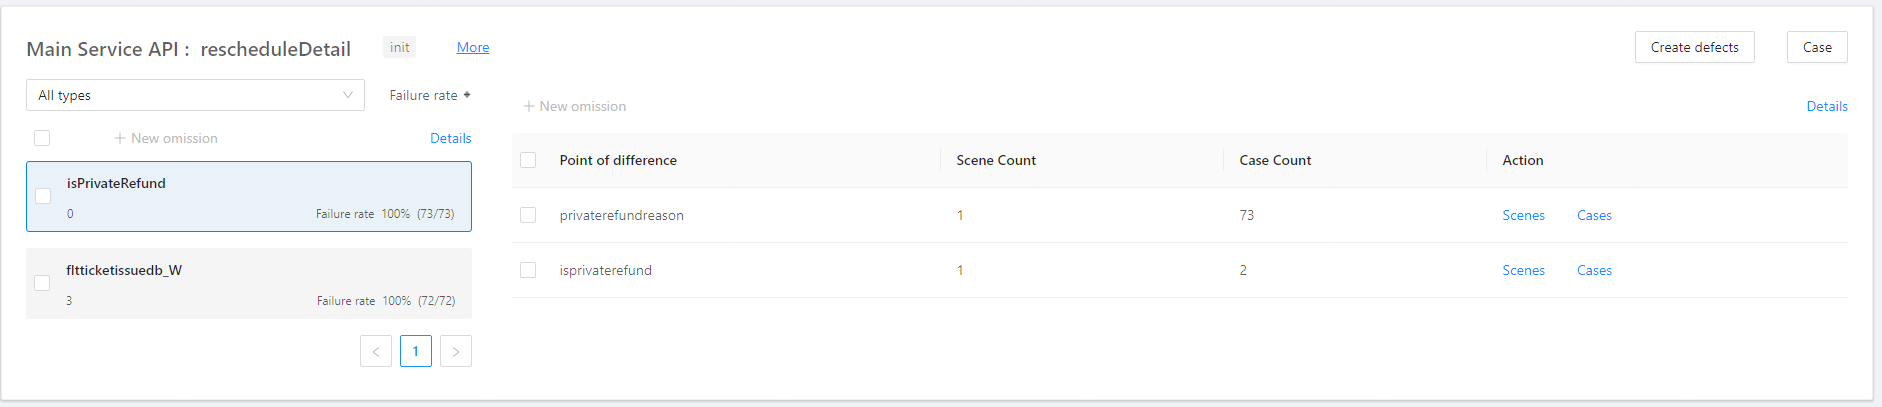 Main Service API : rescheduleDetail init More Create defects Case
All types Failure rate
+ New omission Details
isPrivateRefund
0 Failure rate 100% (73/73)
fltticketissuedb_W
3 Failure rate 100% (72/72)
< 1 >
+ New omission Details
Point of difference Scene Count Case Count Action
privaterefundreason 1 73 Scenes Cases
isprivaterefund 1 2 Scenes Cases